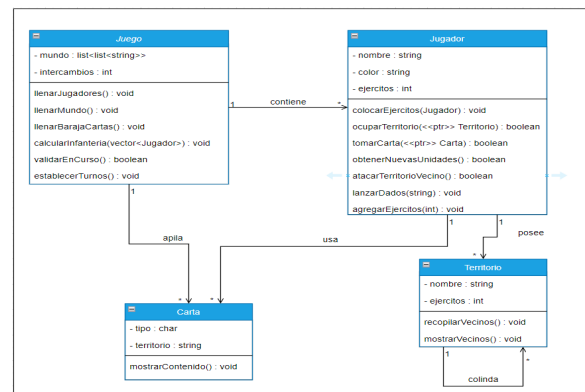 Juego
- mundo : list<list<string>>
- intercambios : int
llenarJugadores() : void
llenarMundo() : void
llenarBarajaCartas() : void
calcularInfanteria(vector<Jugador>) : void
validarEnCurso() : boolean
establecerTurnos() : void
1
contiene
*
Jugador
- nombre : string
- color : string
- ejercitos : int
colocarEjercitos(Jugador) : void
ocuparTerritorio(<<ptr>> Territorio) : boolean
tomarCarta(<<ptr>> Carta) : boolean
obtenerNuevasUnidades() : boolean
atacarTerritorioVecino() : boolean
lanzarDados(string) : void
agregarEjercitos(int) : void
1
apila
*
1
usa
*
1
posee
*
Carta
- tipo : char
- territorio : string
mostrarContenido() : void
Territorio
- nombre : string
- ejercitos : int
recopilarVecinos() : void
mostrarVecinos() : void
1
colinda
*